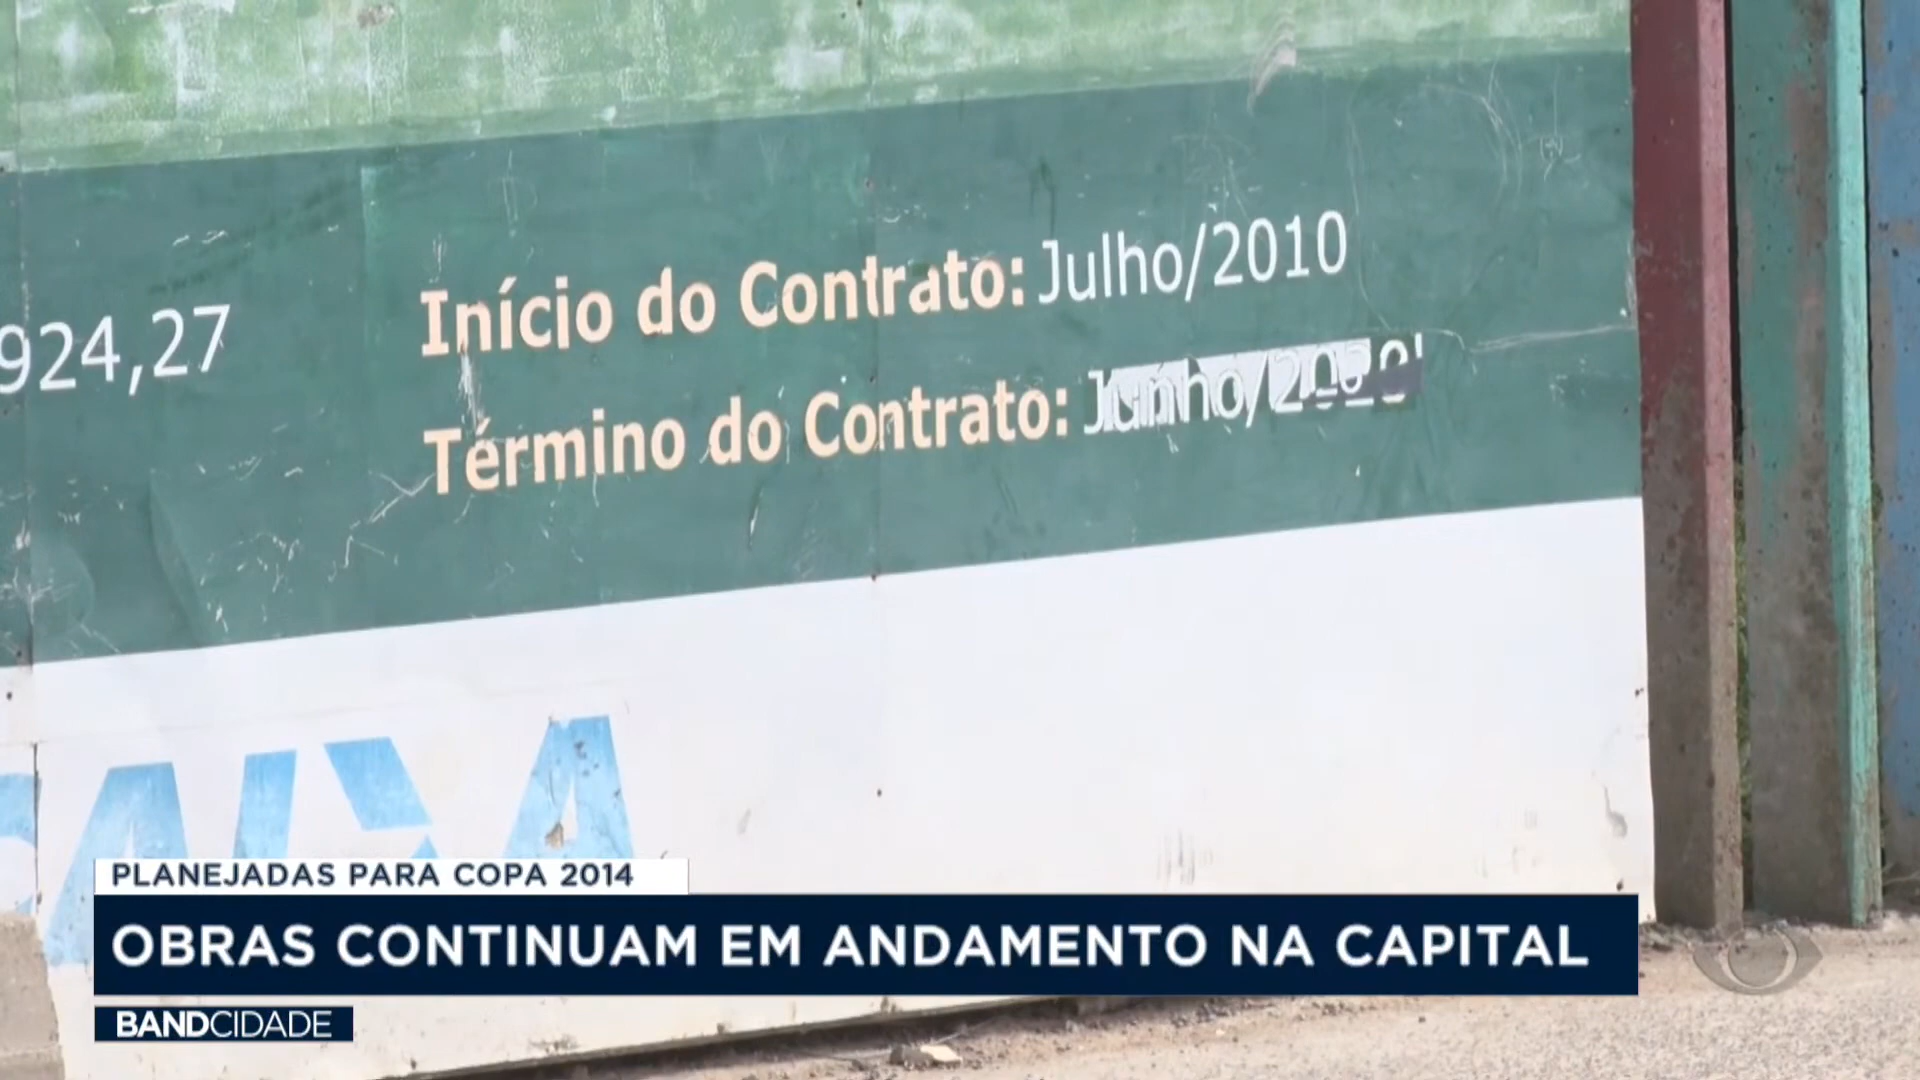 Início do Contrato: Julho/2010
924,27
Término do Contrato:
CAIXA
PLANEJADAS PARA COPA 2014
OBRAS CONTINUAM EM ANDAMENTO NA CAPITAL
BANDCIDADE